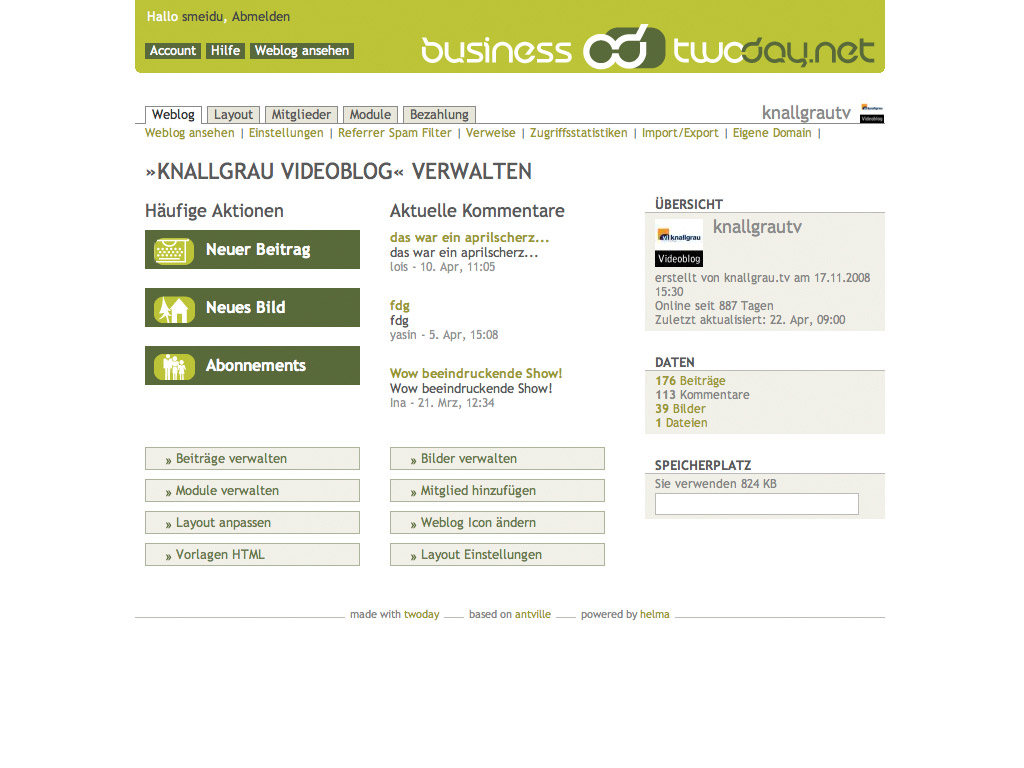 Hallo smeidu, Abmelden
Account Hilfe Weblog ansehen
business twoday.net
Weblog Layout Mitglieder Module Bezahlung
knallgrautv
knallgrau
Videoblog
Weblog ansehen | Einstellungen | Referrer Spam Filter | Verweise | Zugriffsstatistiken | Import/Export | Eigene Domain |
»KNALLGRAU VIDEOBLOG« VERWALTEN
Häufige Aktionen
Neuer Beitrag
Neues Bild
Abonnements
Aktuelle Kommentare
das war ein aprilscherz...
das war ein aprilscherz...
lois - 10. Apr, 11:05
fdg
fdg
yasin - 5. Apr, 15:08
Wow beeindruckende Show!
Wow beeindruckende Show!
Ina - 21. Mrz, 12:34
ÜBERSICHT
knallgrau
Videoblog
knallgrautv
erstellt von knallgrau.tv am 17.11.2008
15:30
Online seit 887 Tagen
Zuletzt aktualisiert: 22. Apr, 09:00
DATEN
176 Beiträge
113 Kommentare
39 Bilder
1 Dateien
SPEICHERPLATZ
Sie verwenden 824 KB
» Beiträge verwalten
» Module verwalten
» Layout anpassen
» Vorlagen HTML
» Bilder verwalten
» Mitglied hinzufügen
» Weblog Icon ändern
» Layout Einstellungen
made with twoday based on antville powered by helma